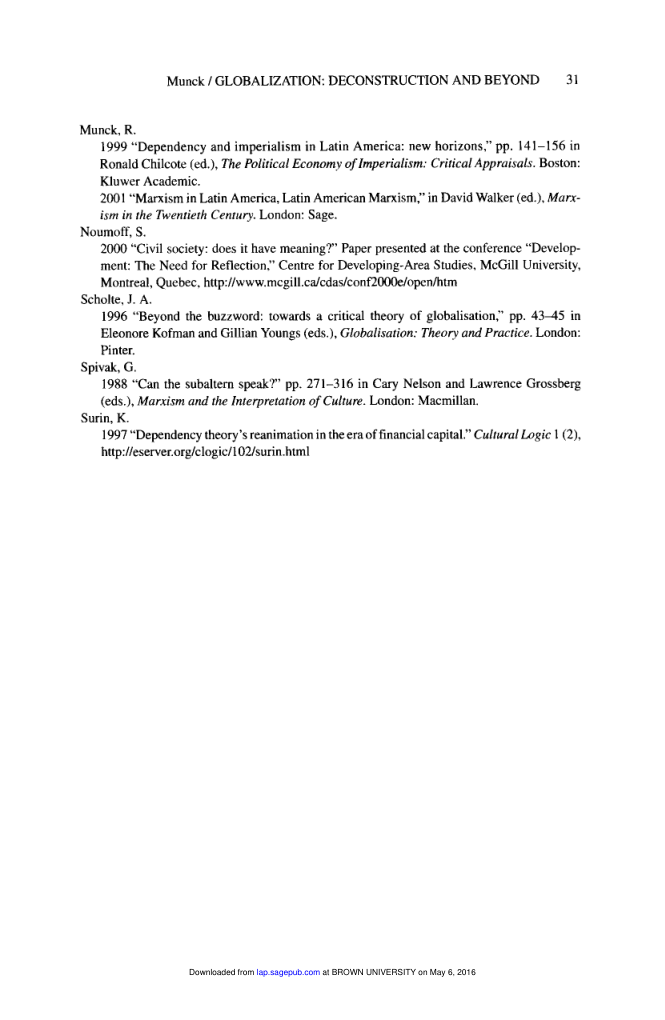 Munck / GLOBALIZATION: DECONSTRUCTION AND BEYOND 31
Munck, R.
1999 “Dependency and imperialism in Latin America: new horizons,” pp. 141–156 in
Ronald Chilcote (ed.), The Political Economy of Imperialism: Critical Appraisals. Boston:
Kluwer Academic.
2001 “Marxism in Latin America, Latin American Marxism,” in David Walker (ed.), Marx-
ism in the Twentieth Century. London: Sage.
Noumoff, S.
2000 “Civil society: does it have meaning?” Paper presented at the conference “Develop-
ment: The Need for Reflection,” Centre for Developing-Area Studies, McGill University,
Montreal, Quebec, http://www.mcgill.ca/cdas/conf2000e/open/htm
Scholte, J. A.
1996 “Beyond the buzzword: towards a critical theory of globalisation,” pp. 43–45 in
Eleonore Kofman and Gillian Youngs (eds.), Globalisation: Theory and Practice. London:
Pinter.
Spivak, G.
1988 “Can the subaltern speak?” pp. 271–316 in Cary Nelson and Lawrence Grossberg
(eds.), Marxism and the Interpretation of Culture. London: Macmillan.
Surin, K.
1997 “Dependency theory’s reanimation in the era of financial capital.” Cultural Logic 1 (2),
http://eserver.org/clogic/102/surin.html
Downloaded from lap.sagepub.com at BROWN UNIVERSITY on May 6, 2016